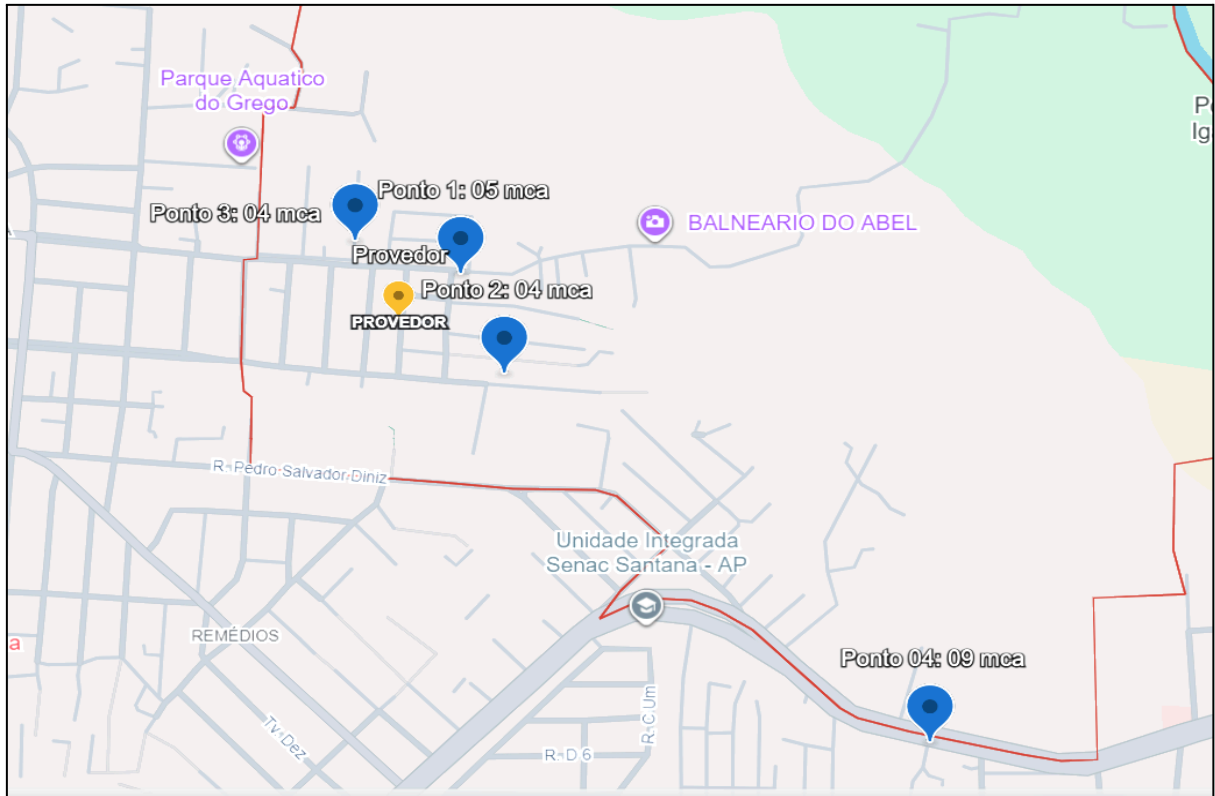 Parque Aquatico
do Grego
Ponto 1: 05 mca
Ponto 3: 04 mca
BALNEARIO DO ABEL
Provedor
Ponto 2: 04 mca
PROVEDOR
R. Pedro Salvador Diniz
Unidade Integrada
Senac Santana - AP
REMÉDIOS
a
Ponto 04: 09 mca
Tv. Dez
R. D 6
R. C. Um